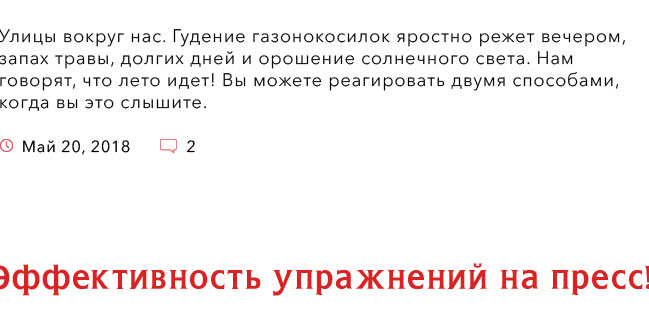 Улицы вокруг нас. Гудение газонокосилок яростно режет вечером,
запах травы, долгих дней и орошение солнечного света. Нам
говорят, что лето идет! Вы можете реагировать двумя способами,
когда вы это слышите.
Май 20, 2018 2
Эффективность упражнений на пресс!